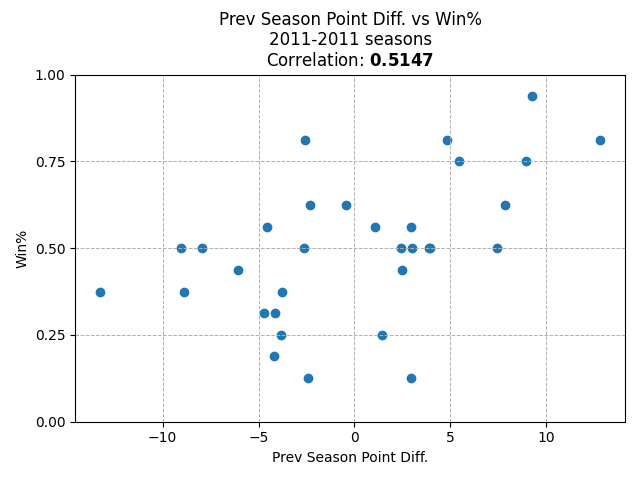 Prev Season Point Diff. vs Win%
2011-2011 seasons
Correlation: 0.5147
1.00
0.75
0.50
0.25
0.00
Win%
−10
−5
0
5
10
Prev Season Point Diff.